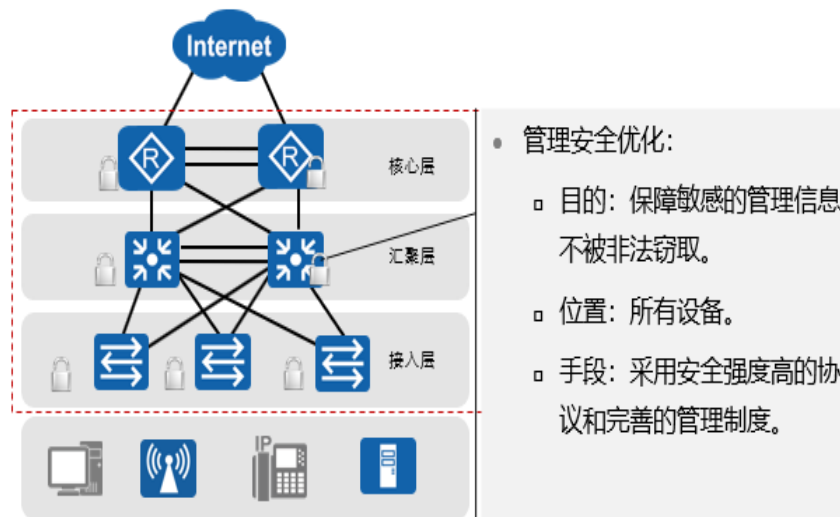 Internet
核心层
汇聚层
接入层
IP
管理安全优化：
目的：保障敏感的管理信息
不被非法窃取。
位置：所有设备。
手段：采用安全强度高的协
议和完善的管理制度。